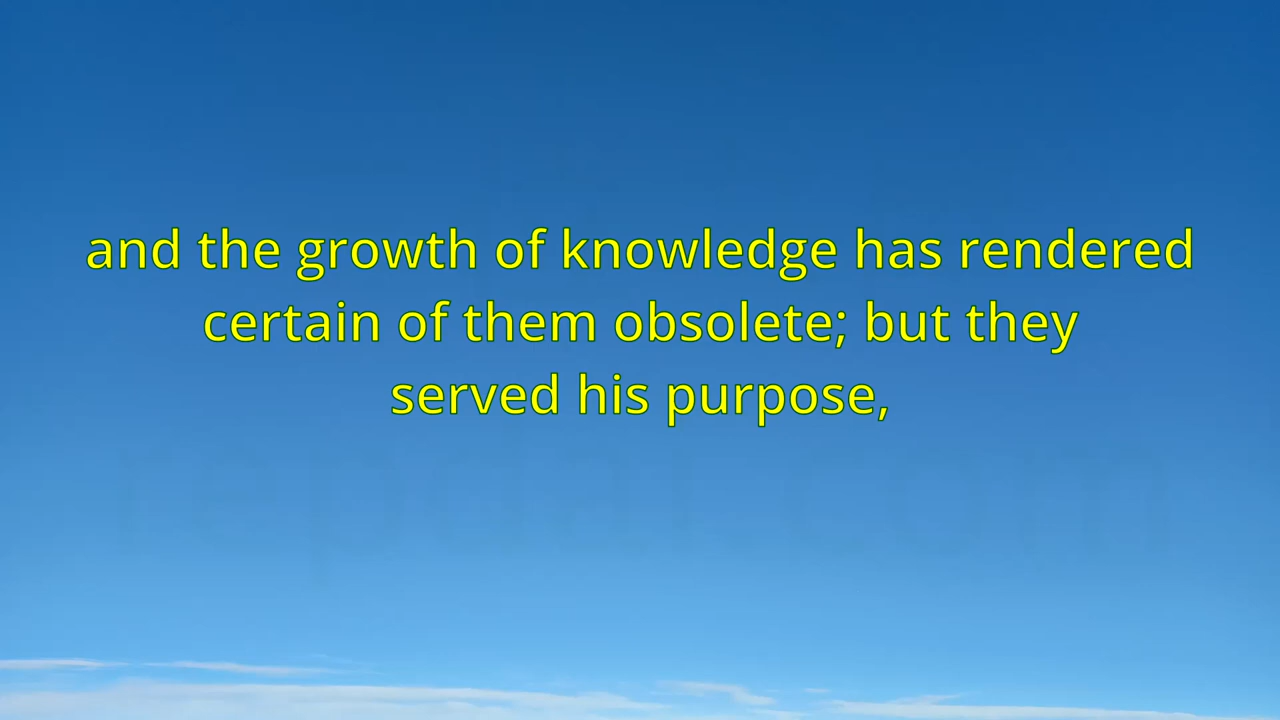 and the growth of knowledge has rendered
certain of them obsolete; but they
served his purpose,